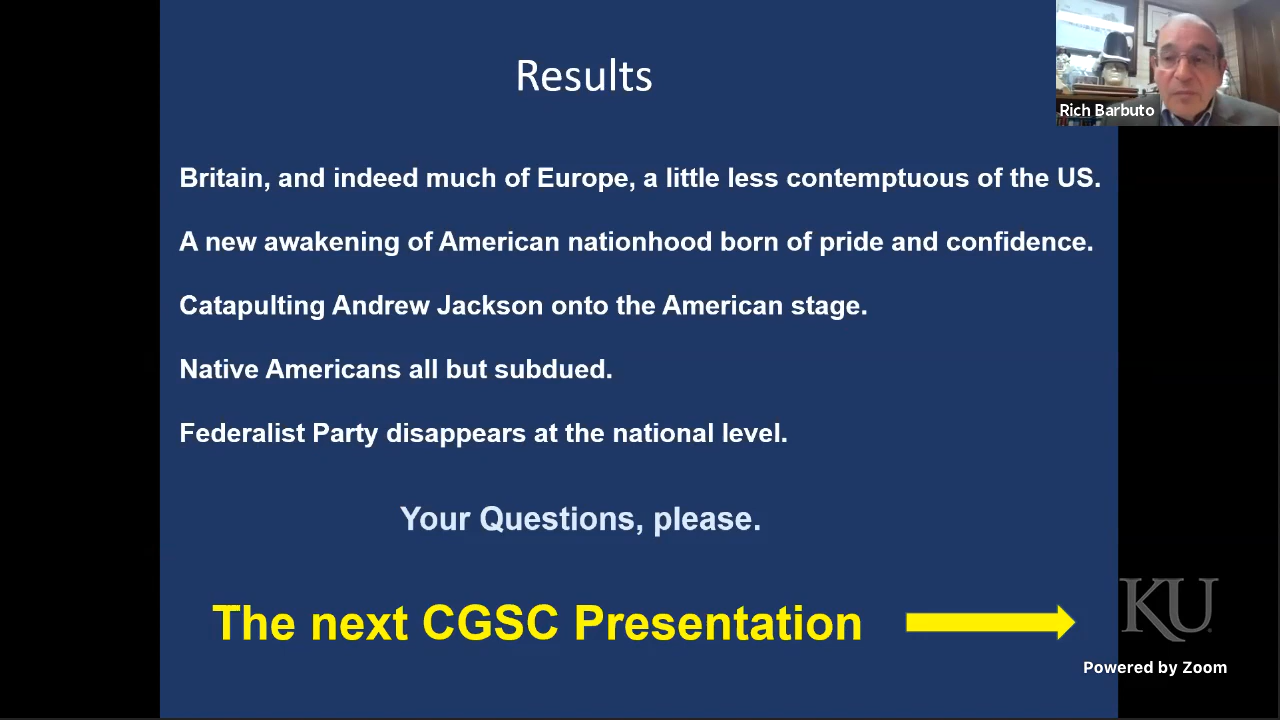 Results
Rich Barbuto
Britain, and indeed much of Europe, a little less contemptuous of the US.
A new awakening of American nationhood born of pride and confidence.
Catapulting Andrew Jackson onto the American stage.
Native Americans all but subdued.
Federalist Party disappears at the national level.
Your Questions, please.
The next CGSC Presentation
KU
Powered by Zoom